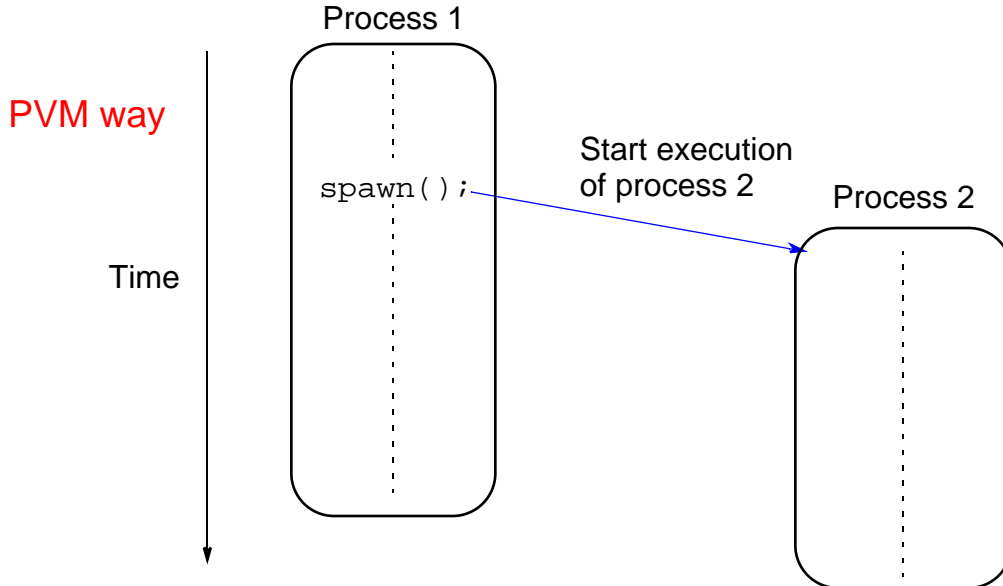 Process 1
PVM way
Start execution
of process 2
spawn();
Process 2
Time